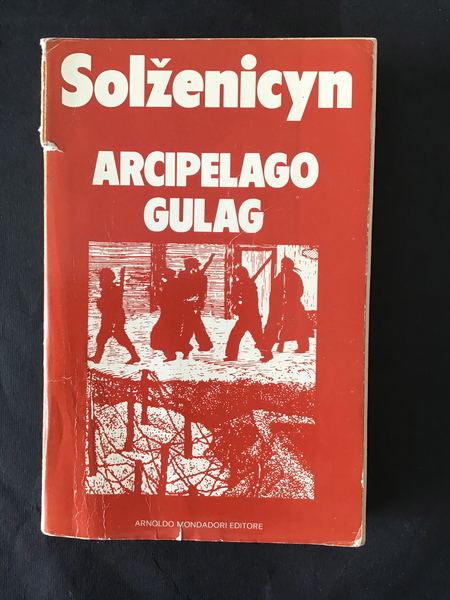 Solženicyn
ARCIPELAGO
GULAG
ARNOLDO MONDADORI EDITORE